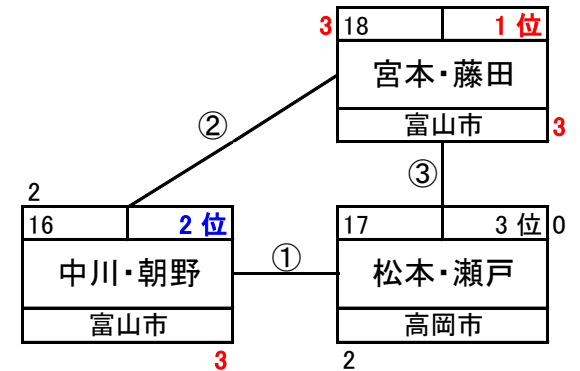 3 18 1 位
宮本・藤田
富山市 3
②
③
2
16 2 位
中川・朝野
富山市
3
①
17 3 位 0
松本・瀬戸
高岡市
2